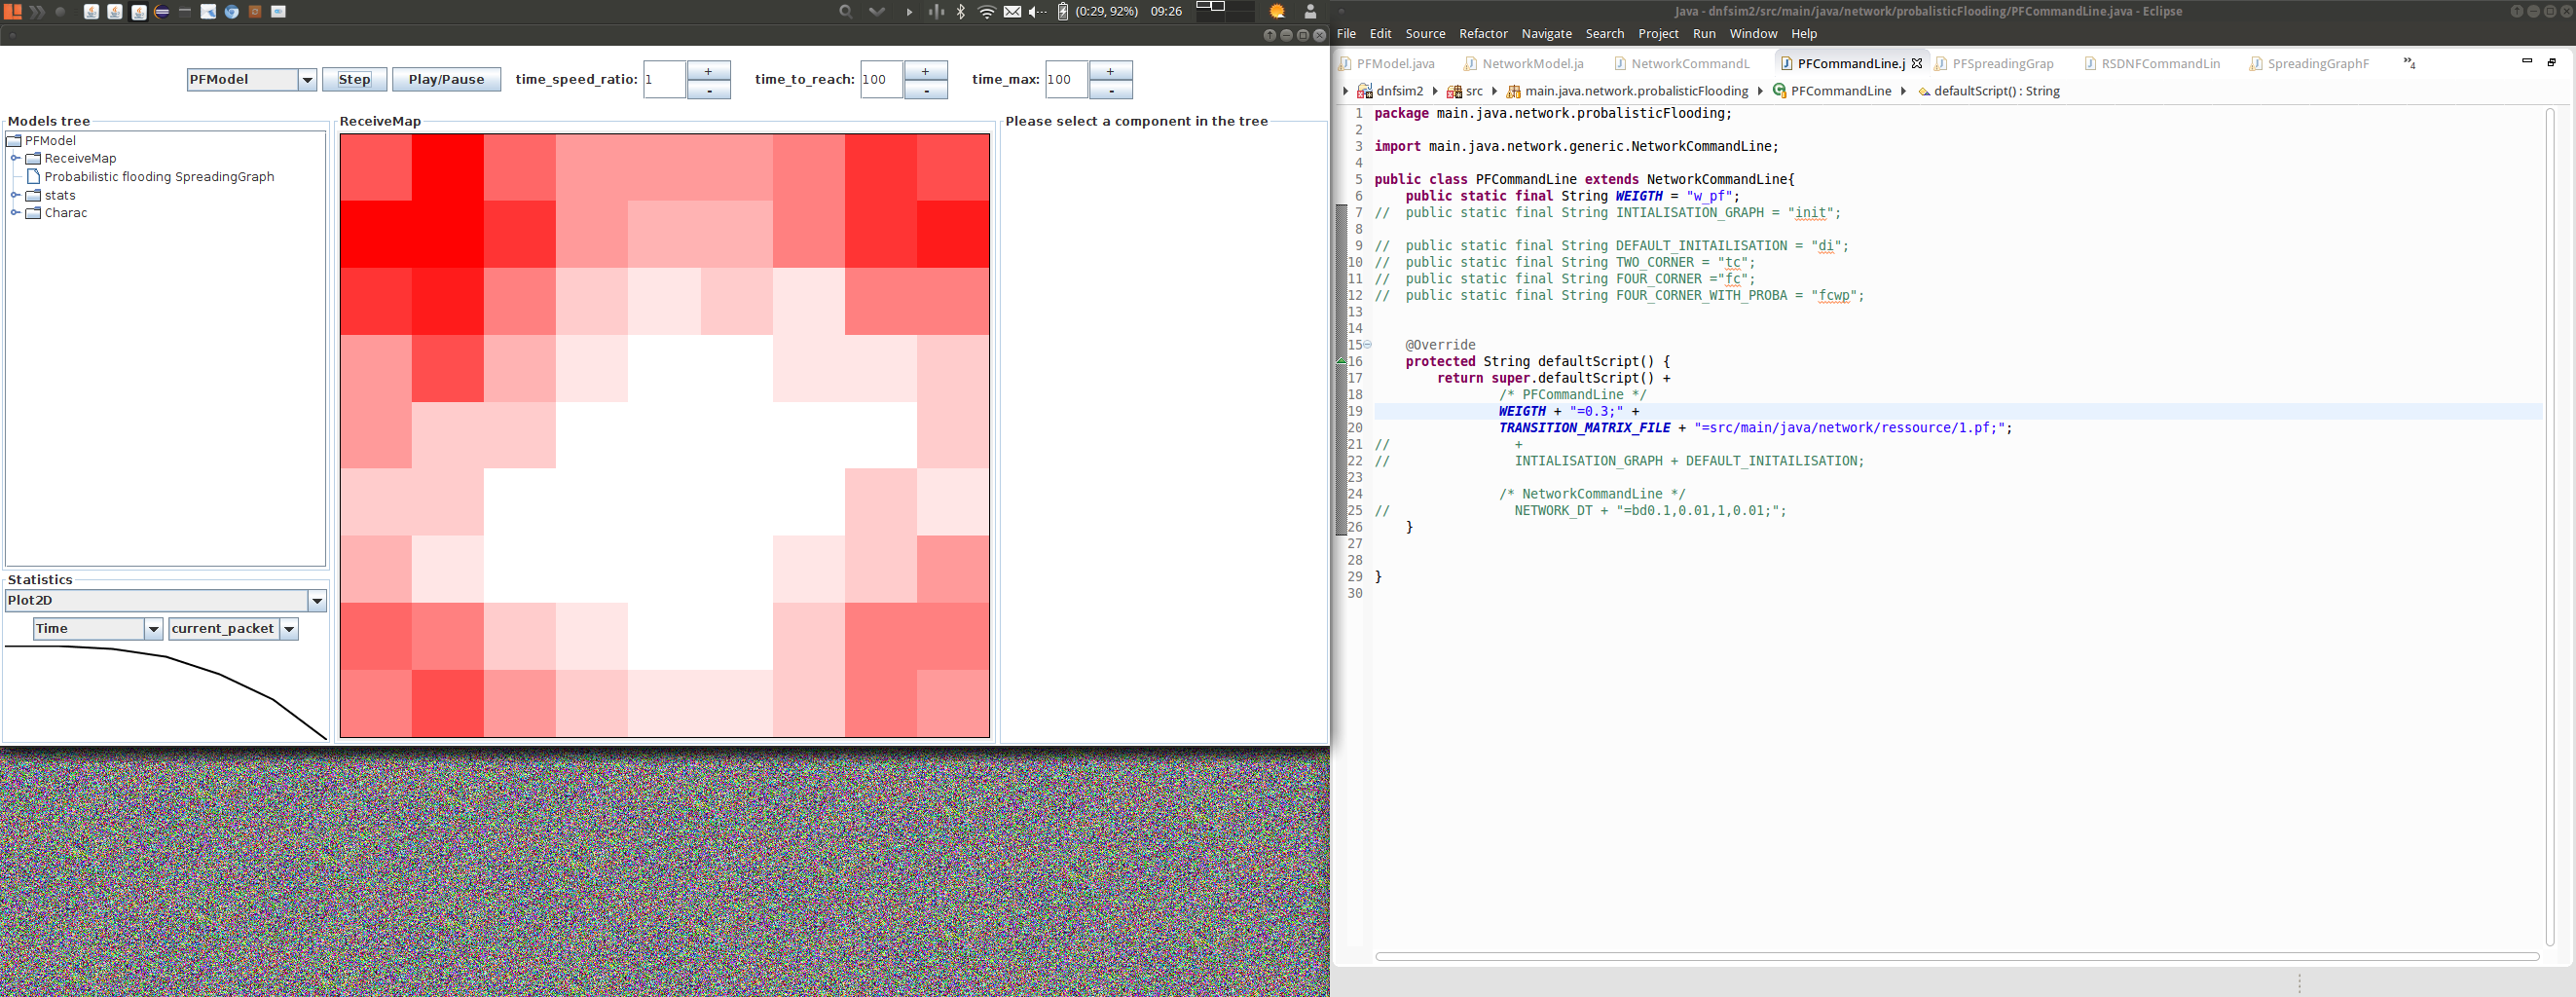 (0:29, 92%) 09:26
PFModel Step Play/Pause time_speed_ratio: 1 + - time_to_reach: 100 + - time_max: 100 + -
Models tree
PFModel
ReceiveMap
Probabilistic flooding SpreadingGraph
stats
Charac
Statistics
Plot2D
Time current_packet
ReceiveMap
Please select a component in the tree
Java - dnfsim2/src/main/java/network/probalisticFlooding/PFCommandLine.java - Eclipse
File Edit Source Refactor Navigate Search Project Run Window Help
PFModel.java NetworkModel.ja NetworkCommandL PFCommandLine.j PFSpreadingGrap RSDNFCommandLin SpreadingGraphF »4
dnfsim2 src main.java.network.probalisticFlooding PFCommandLine defaultScript() : String
1 package main.java.network.probalisticFlooding;
2
3 import main.java.network.generic.NetworkCommandLine;
4
5 public class PFCommandLine extends NetworkCommandLine{
6 public static final String WEIGTH = "w_pf";
7 // public static final String INTIALISATION_GRAPH = "init";
8
9 // public static final String DEFAULT_INITAILISATION = "di";
10 // public static final String TWO_CORNER = "tc";
11 // public static final String FOUR_CORNER ="fc";
12 // public static final String FOUR_CORNER_WITH_PROBA = "fcwp";
13
14
15 @Override
16 protected String defaultScript() {
17 return super.defaultScript() +
18 /* PFCommandLine */
19 WEIGTH + "=0.3;" +
20 TRANSITION_MATRIX_FILE + "=src/main/java/network/ressource/1.pf;";
21 // +
22 // INTIALISATION_GRAPH + DEFAULT_INITAILISATION;
23
24 /* NetworkCommandLine */
25 // NETWORK_DT + "=bd0.1,0.01,1,0.01;";
26 }
27
28
29 }
30